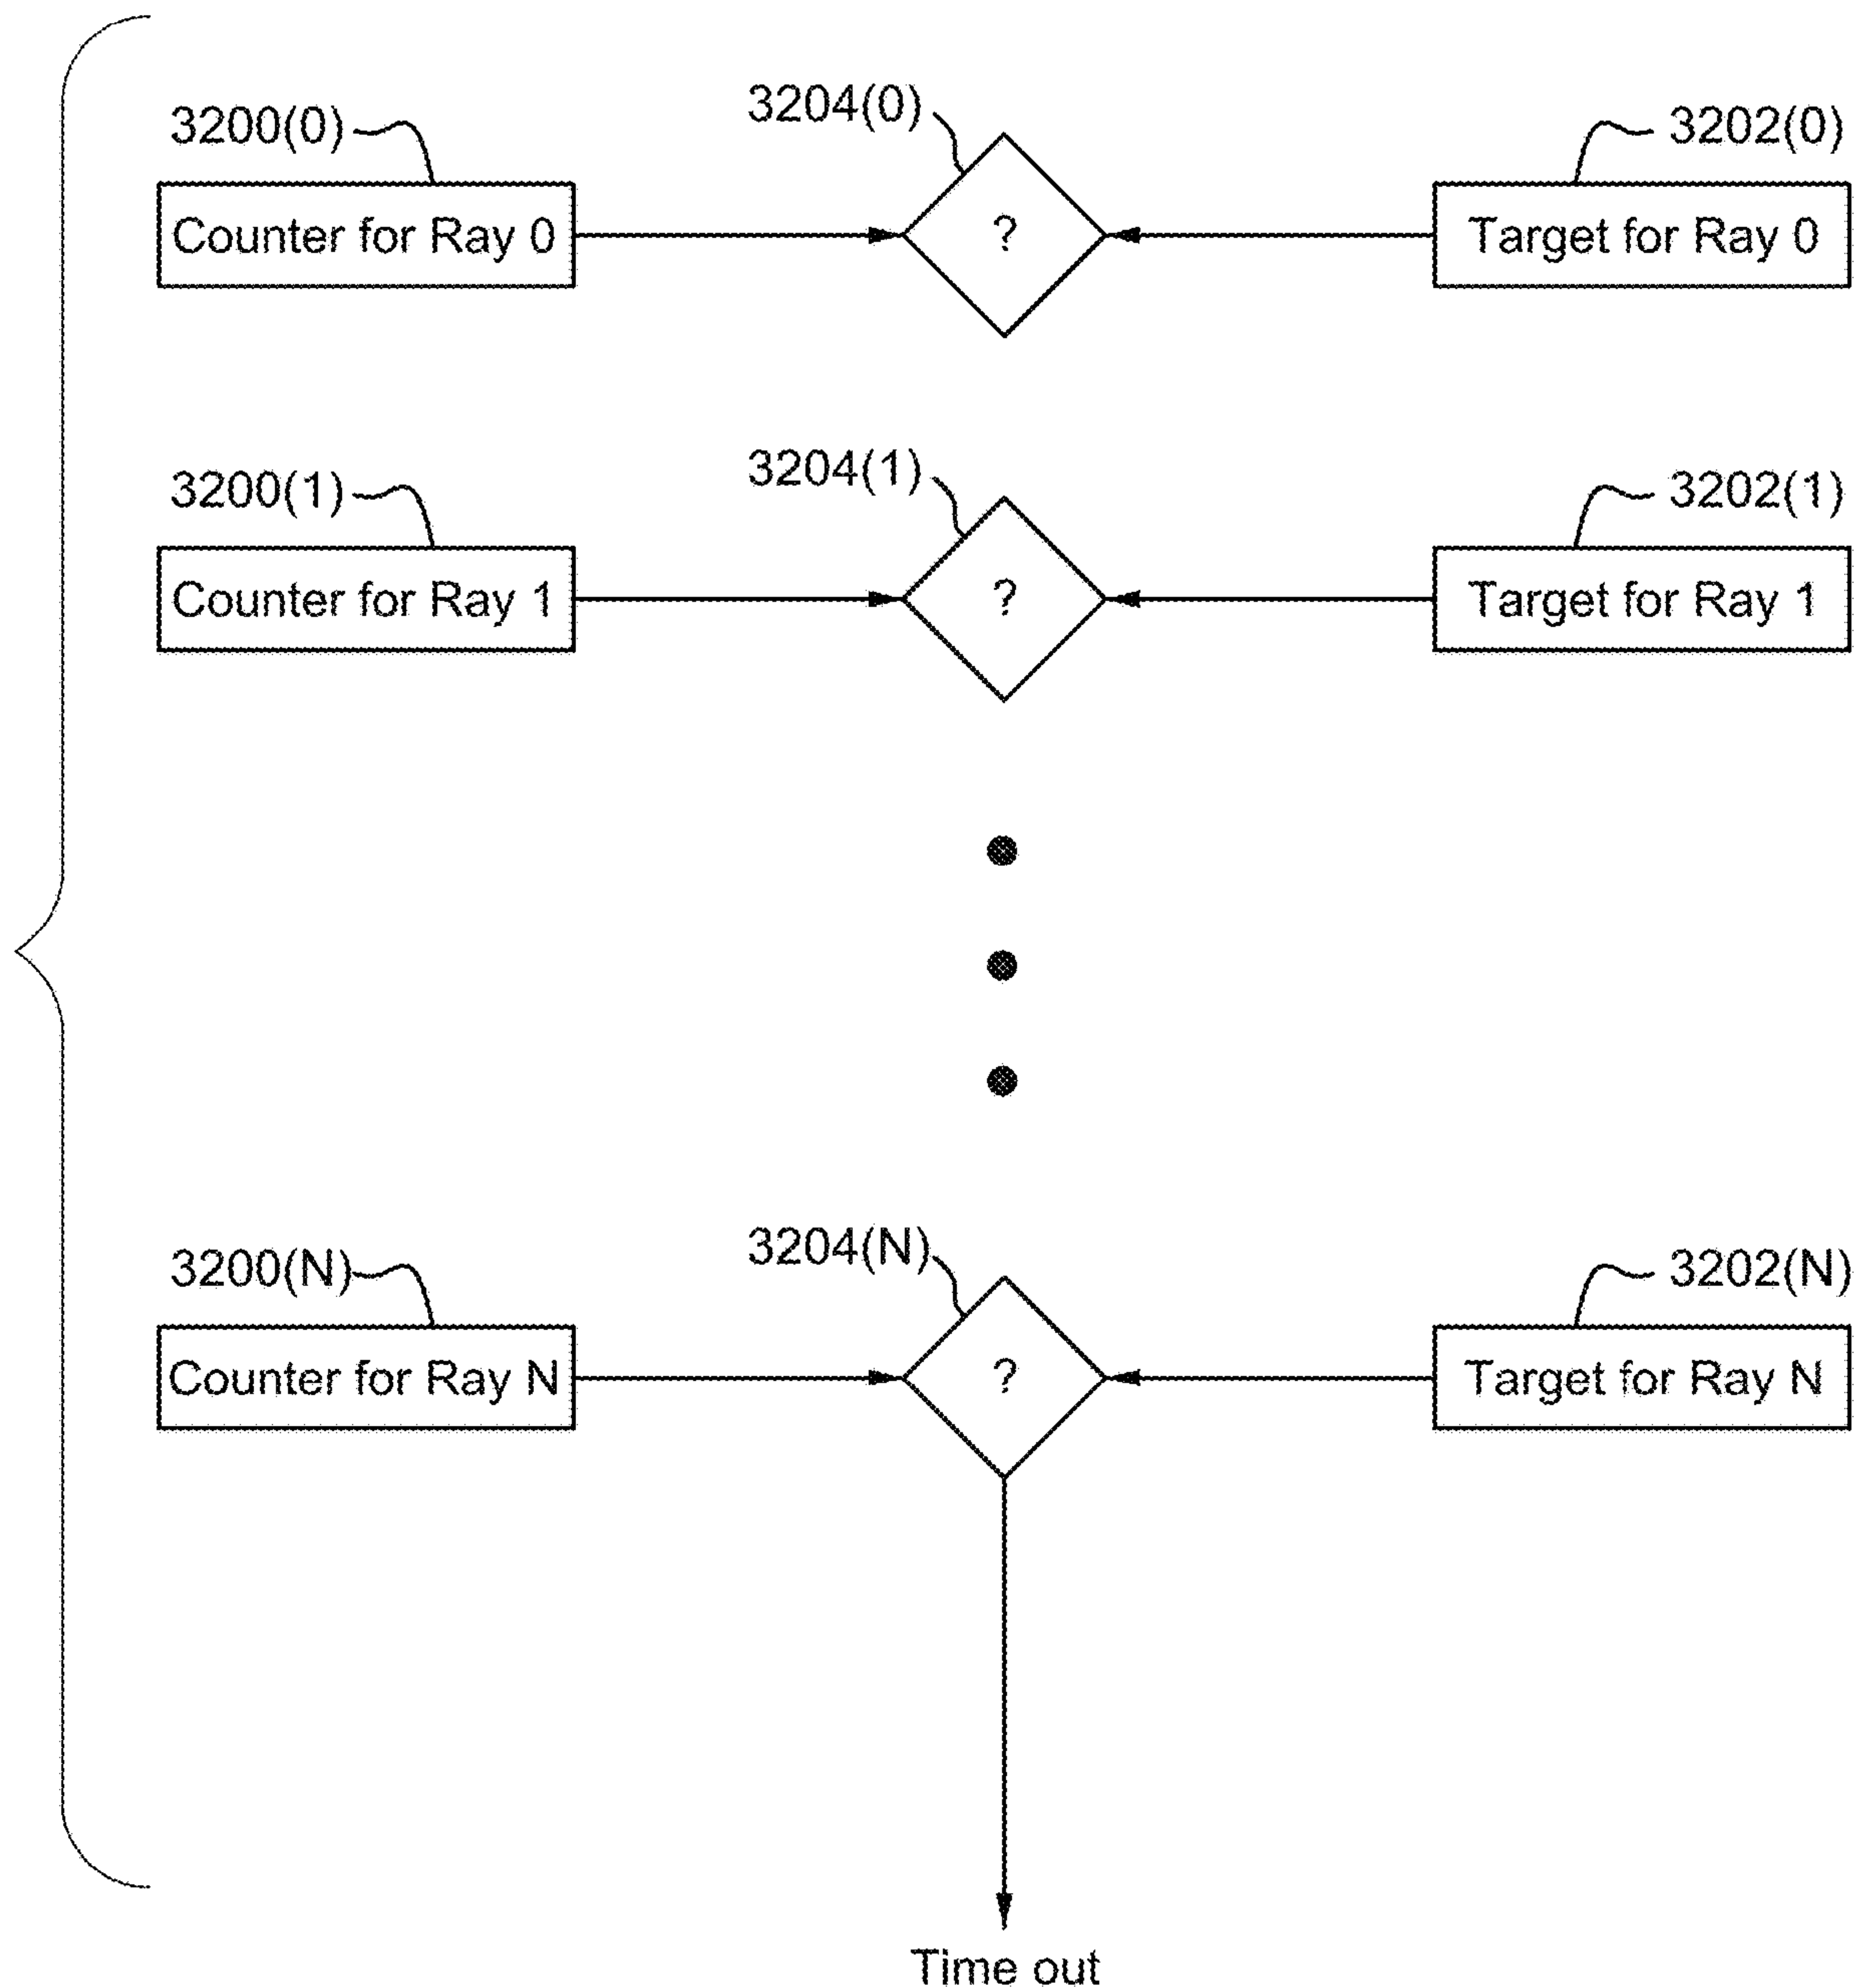 3200(0)
3204(0)
3202(0)
Counter for Ray 0
?
Target for Ray 0
3200(1)
3204(1)
3202(1)
Counter for Ray 1
?
Target for Ray 1
3200(N)
3204(N)
3202(N)
Counter for Ray N
?
Target for Ray N
Time out